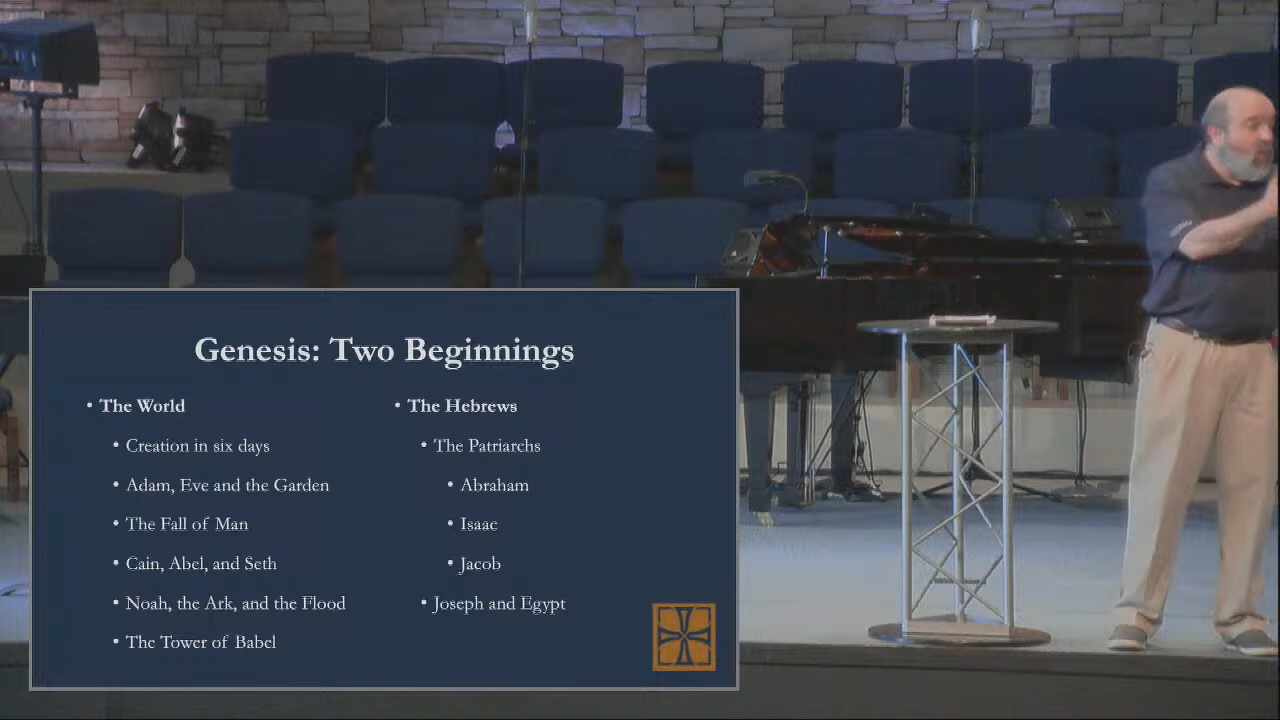 Genesis: Two Beginnings
• The World
• Creation in six days
• Adam, Eve and the Garden
• The Fall of Man
• Cain, Abel, and Seth
• Noah, the Ark, and the Flood
• The Tower of Babel
• The Hebrews
• The Patriarchs
• Abraham
• Isaac
• Jacob
• Joseph and Egypt